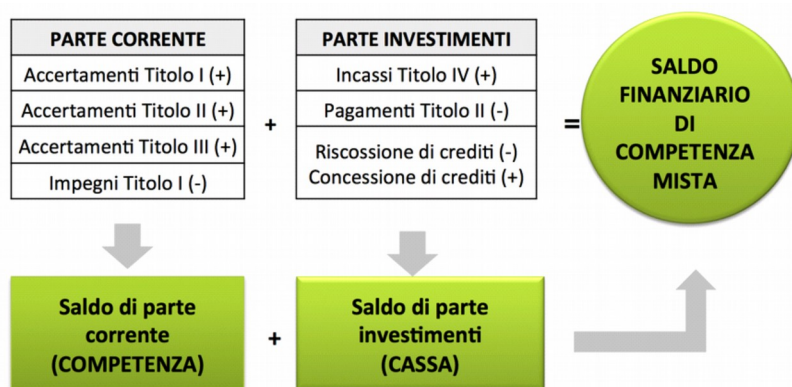 PARTE CORRENTE
Accertamenti Titolo I (+)
Accertamenti Titolo II (+)
Accertamenti Titolo III (+)
Impegni Titolo I (-)
+
PARTE INVESTIMENTI
Incassi Titolo IV (+)
Pagamenti Titolo II (-)
Riscossione di crediti (-)
Concessione di crediti (+)
=
SALDO
FINANZIARIO
DI
COMPETENZA
MISTA
Saldo di parte
corrente
(COMPETENZA)
+
Saldo di parte
investimenti
(CASSA)